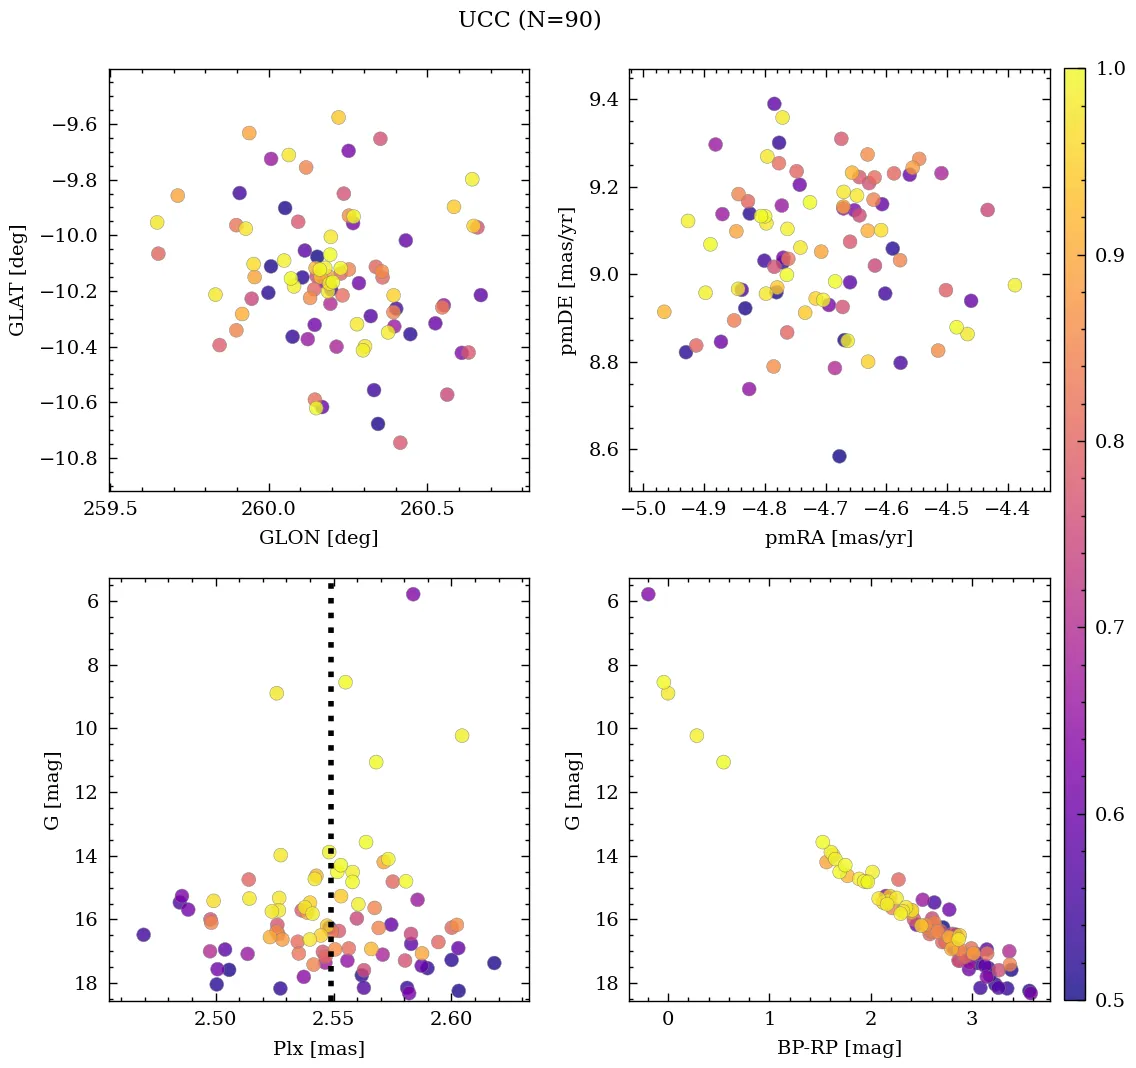 UCC (N=90)
−9.6
−9.8
−10.0
−10.2
−10.4
−10.6
−10.8
GLAT [deg]
259.5 260.0 260.5
GLON [deg]
9.4
9.2
9.0
8.8
8.6
pmDE [mas/yr]
−5.0 −4.9 −4.8 −4.7 −4.6 −4.5 −4.4
pmRA [mas/yr]
6
8
10
12
14
16
18
G [mag]
2.50 2.55 2.60
Plx [mas]
6
8
10
12
14
16
18
G [mag]
0 1 2 3
BP-RP [mag]
1.0
0.9
0.8
0.7
0.6
0.5